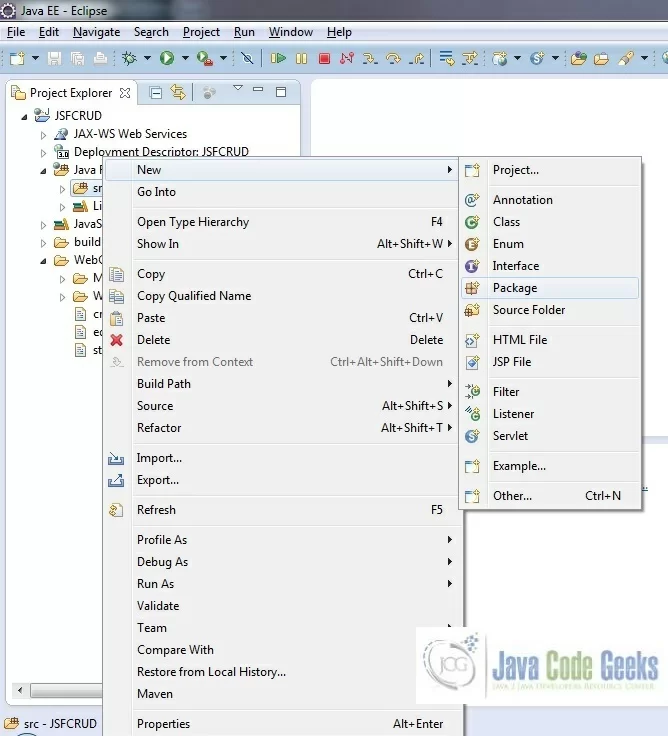 Java EE - Eclipse
File Edit Navigate Search Project Run Window Help
Project Explorer
JSFCRUD
JAX-WS Web Services
3.0 Deployment Descriptor: JSFCRUD
Java
sr
Li
JavaS
build
WebC
M
W
cr
ed
st
New
Go Into
Open Type Hierarchy F4
Show In Alt+Shift+W
Copy Ctrl+C
Copy Qualified Name
Paste Ctrl+V
Delete Delete
Remove from Context Ctrl+Alt+Shift+Down
Build Path
Source Alt+Shift+S
Refactor Alt+Shift+T
Import...
Export...
Refresh F5
Profile As
Debug As
Run As
Validate
Team
Compare With
Restore from Local History...
Maven
Properties Alt+Enter
Project...
Annotation
Class
Enum
Interface
Package
Source Folder
HTML File
JSP File
Filter
Listener
Servlet
Example...
Other... Ctrl+N
JCG
Java Code Geeks
JAVA 2 JAVA DEVELOPERS RESOURCE CENTER
src - JSFCRUD